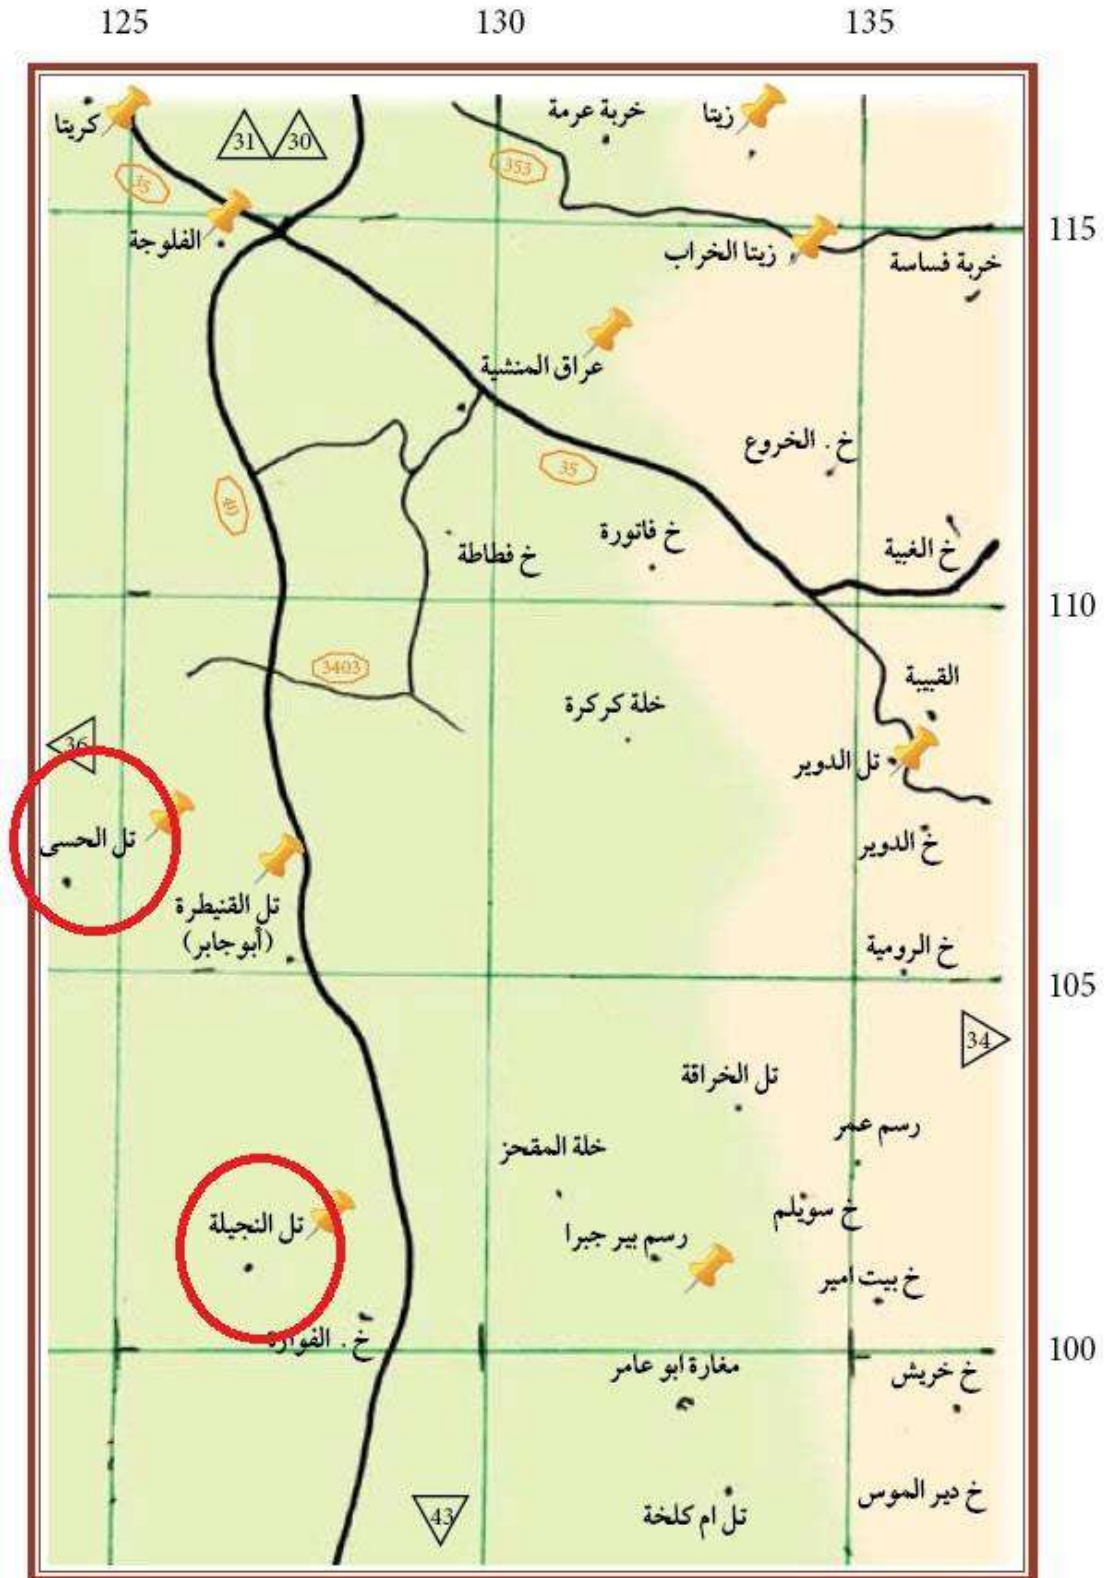 125 130 135
كريتا
31 30
خربة عرمة
زيتا
35
353
الفلوجة
115
زيتا الخراب
خربة فساسة
عراق المنشية
خ . الخروع
35
40
خ فاتورة
خ الغبية
خ فطاطة
110
3403
القبيبة
خلة كركرة
36
تل الدوير
تل الحسى
خ الدوير
تل القنيطرة
(أبوجابر)
خ الرومية
105
34
تل الخراقة
رسم عمر
خلة المقحز
خ سويلم
تل النجيلة
رسم بير جبرا
خ بيت امير
خ . الفوارة
100
مغارة ابو عامر
خ خريش
خ دير الموس
43
تل ام كلخة